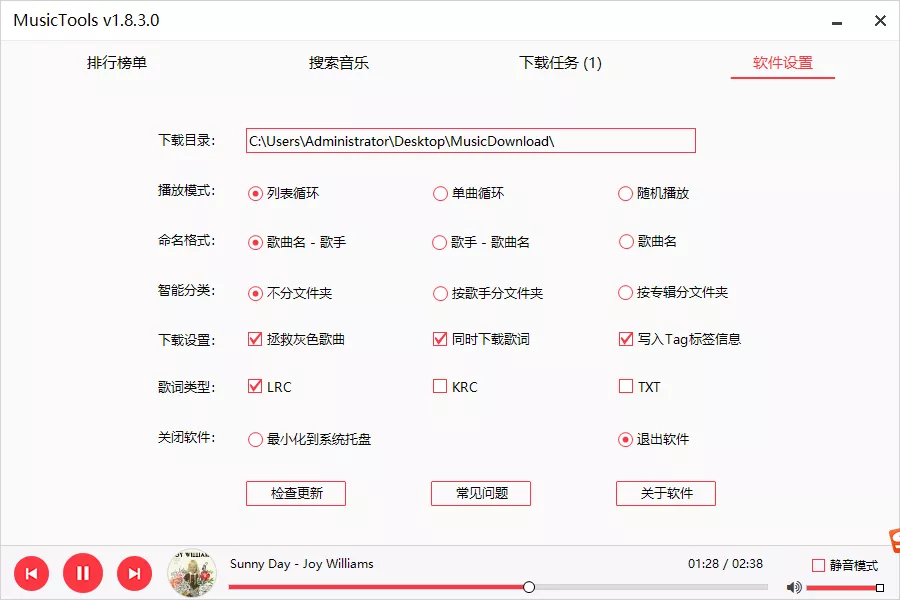 MusicTools v1.8.3.0
排行榜单 搜索音乐 下载任务 (1) 软件设置
下载目录: C:\Users\Administrator\Desktop\MusicDownload\
播放模式: 列表循环 单曲循环 随机播放
命名格式: 歌曲名 - 歌手 歌手 - 歌曲名 歌曲名
智能分类: 不分文件夹 按歌手分文件夹 按专辑分文件夹
下载设置: 拯救灰色歌曲 同时下载歌词 写入Tag标签信息
歌词类型: LRC KRC TXT
关闭软件: 最小化到系统托盘 退出软件
检查更新 常见问题 关于软件
Sunny Day - Joy Williams 01:28 / 02:38 静音模式